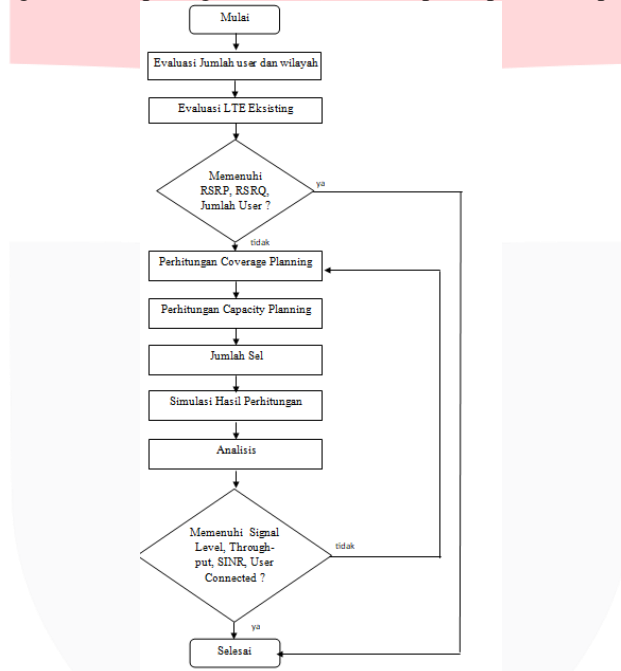 Mulai
Evaluasi Jumlah user dan wilayah
Evaluasi LTE Eksisting
Memenuhi
RSRP, RSRQ,
Jumlah User ?
ya
tidak
Perhitungan Coverage Planning
Perhitungan Capacity Planning
Jumlah Sel
Simulasi Hasil Perhitungan
Analisis
Memenuhi Signal
Level, Through-
put, SINR, User
Connected ?
tidak
ya
Selesai